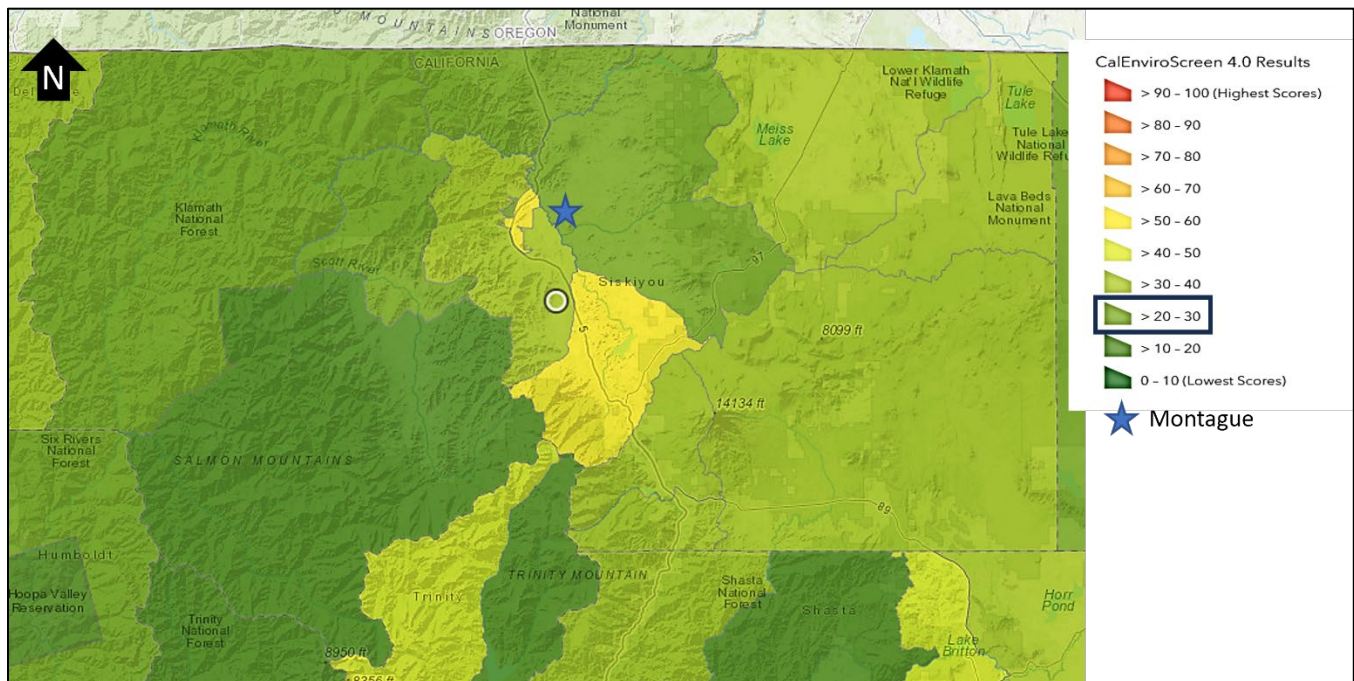 MOUNTAINS
OREGON
National
Monument
N
CALIFORNIA
Klamath River
Lower Klamath
Nat'l Wildlife
Refuge
Tule
Lake
Meiss
Lake
Tule Lake
National
Wildlife Refu
Klamath
National
Forest
Lava Beds
National
Monument
Scott River
Siskiyou
97
5
8099 ft
14134 ft
Six Rivers
National
Forest
SALMON MOUNTAINS
89
Humboldt
Hoopa Valley
Reservation
TRINITY MOUNTAIN
Trinity
Shasta
National
Forest
Shasta
Horr
Pond
Trinity
National
Forest
Lake
Britton
8950 ft
8356 ft
CalEnviroScreen 4.0 Results
> 90 - 100 (Highest Scores)
> 80 - 90
> 70 - 80
> 60 - 70
> 50 - 60
> 40 - 50
> 30 - 40
> 20 - 30
> 10 - 20
0 - 10 (Lowest Scores)
Montague